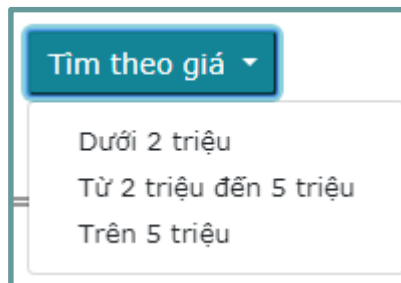 Tìm theo giá
Dưới 2 triệu
Từ 2 triệu đến 5 triệu
Trên 5 triệu